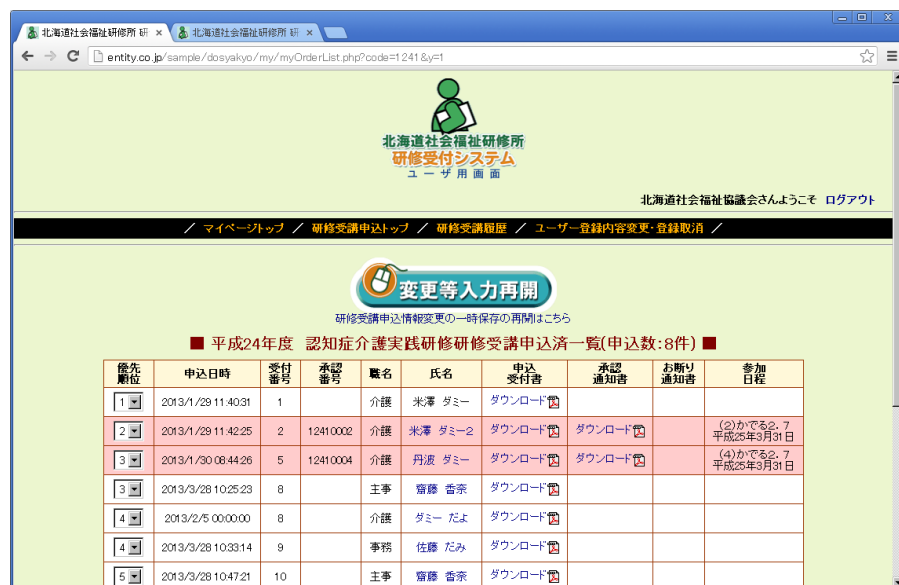 北海道社会福祉研修所 研 × 北海道社会福祉研修所 研 ×
entity.co.jp/sample/dosyakyo/my/myOrderList.php?code=1241&y=1
北海道社会福祉研修所
研修受付システム
ユーザ用画面
北海道社会福祉協議会さんようこそ ログアウト
／ マイページトップ ／ 研修受講申込トップ ／ 研修受講履歴 ／ ユーザー登録内容変更・登録取消 ／
変更等入力再開
研修受講申込情報変更の一時保存の再開はこちら
■ 平成24年度 認知症介護実践研修研修受講申込済一覧(申込数:8件) ■
優先順位 申込日時 受付番号 承認番号 職名 氏名 申込受付書 承認通知書 お断り通知書 参加日程
1 2013/1/29 11:40:31 1 介護 米澤 ダミー ダウンロード
2 2013/1/29 11:42:25 2 12410002 介護 米澤 ダミー2 ダウンロード ダウンロード (2)かでる2.7 平成25年3月31日
3 2013/1/30 08:44:26 5 12410004 介護 丹波 ダミー ダウンロード ダウンロード (4)かでる2.7 平成25年3月31日
3 2013/3/28 10:25:23 8 主事 齋藤 香奈 ダウンロード
4 2013/2/5 00:00:00 8 介護 ダミー だよ ダウンロード
4 2013/3/28 10:33:14 9 事務 佐藤 だみ ダウンロード
5 2013/3/28 10:47:21 10 主事 齋藤 香奈 ダウンロード